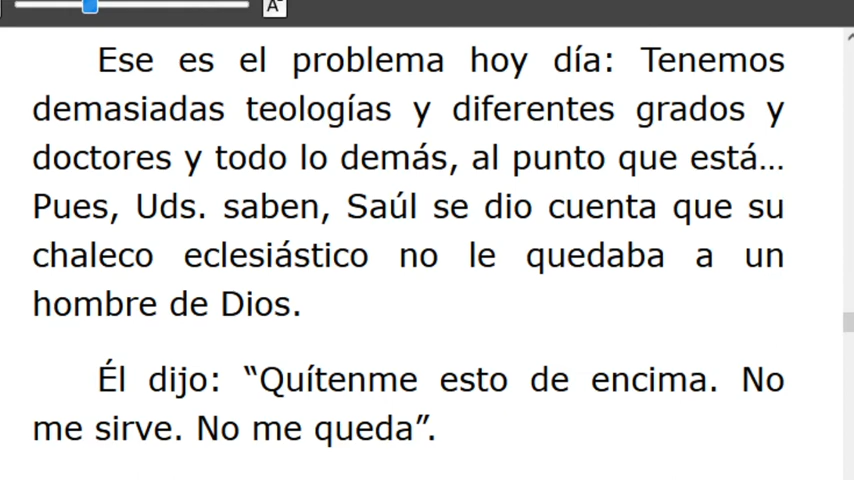 A
Ese es el problema hoy día: Tenemos
demasiadas teologías y diferentes grados y
doctores y todo lo demás, al punto que está...
Pues, Uds. saben, Saúl se dio cuenta que su
chaleco eclesiástico no le quedaba a un
hombre de Dios.
Él dijo: “Quítenme esto de encima. No
me sirve. No me queda”.